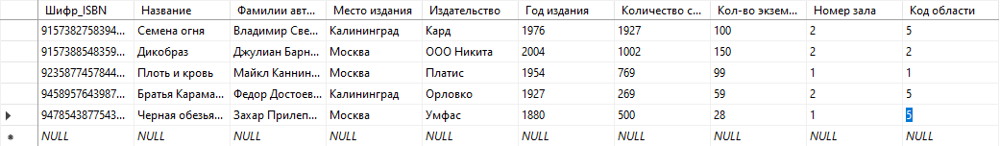 Шифр_ISBN Название Фамилии авт... Место издания Издательство Год издания Количество с... Кол-во экзем... Номер зала Код области
9157382758394... Семена огня Владимир Све... Калининград Кард 1976 1927 100 2 5
9157388548359... Дикобраз Джулиан Барн... Москва ООО Никита 2004 1002 150 2 2
9235877457844... Плоть и кровь Майкл Каннин... Москва Платис 1954 769 99 1 1
9458957643987... Братья Карама... Федор Достоев... Калининград Орловко 1927 269 59 2 5
9478543877543... Черная обезья... Захар Прилеп... Москва Умфас 1880 500 28 1 5
NULL NULL NULL NULL NULL NULL NULL NULL NULL NULL